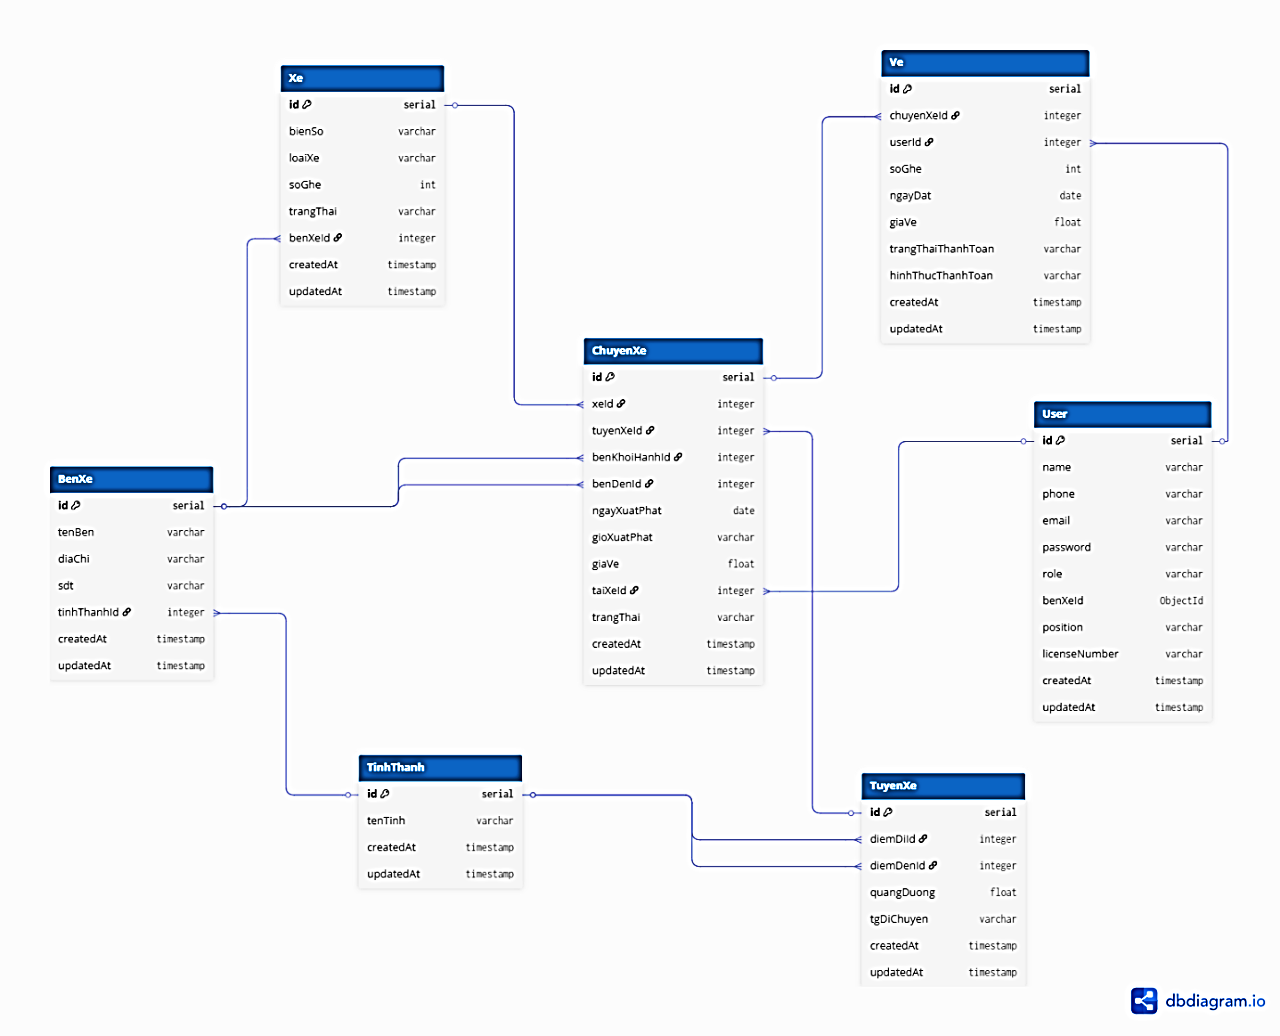 Xe
id serial
bienSo varchar
loaiXe varchar
soGhe int
trangThai varchar
benXeId integer
createdAt timestamp
updatedAt timestamp
Ve
id serial
chuyenXeId integer
userId integer
soGhe int
ngayDat date
giaVe float
trangThaiThanhToan varchar
hinhThucThanhToan varchar
createdAt timestamp
updatedAt timestamp
ChuyenXe
id serial
xeId integer
tuyenXeId integer
benKhoiHanhId integer
benDenId integer
ngayXuatPhat date
gioXuatPhat varchar
giaVe float
taiXeId integer
trangThai varchar
createdAt timestamp
updatedAt timestamp
User
id serial
name varchar
phone varchar
email varchar
password varchar
role varchar
benXeId ObjectId
position varchar
licenseNumber varchar
createdAt timestamp
updatedAt timestamp
BenXe
id serial
tenBen varchar
diaChi varchar
sdt varchar
tinhThanhId integer
createdAt timestamp
updatedAt timestamp
TinhThanh
id serial
tenTinh varchar
createdAt timestamp
updatedAt timestamp
TuyenXe
id serial
diemDiId integer
diemDenId integer
quangDuong float
tgDiChuyen varchar
createdAt timestamp
updatedAt timestamp
dbdiagram.io